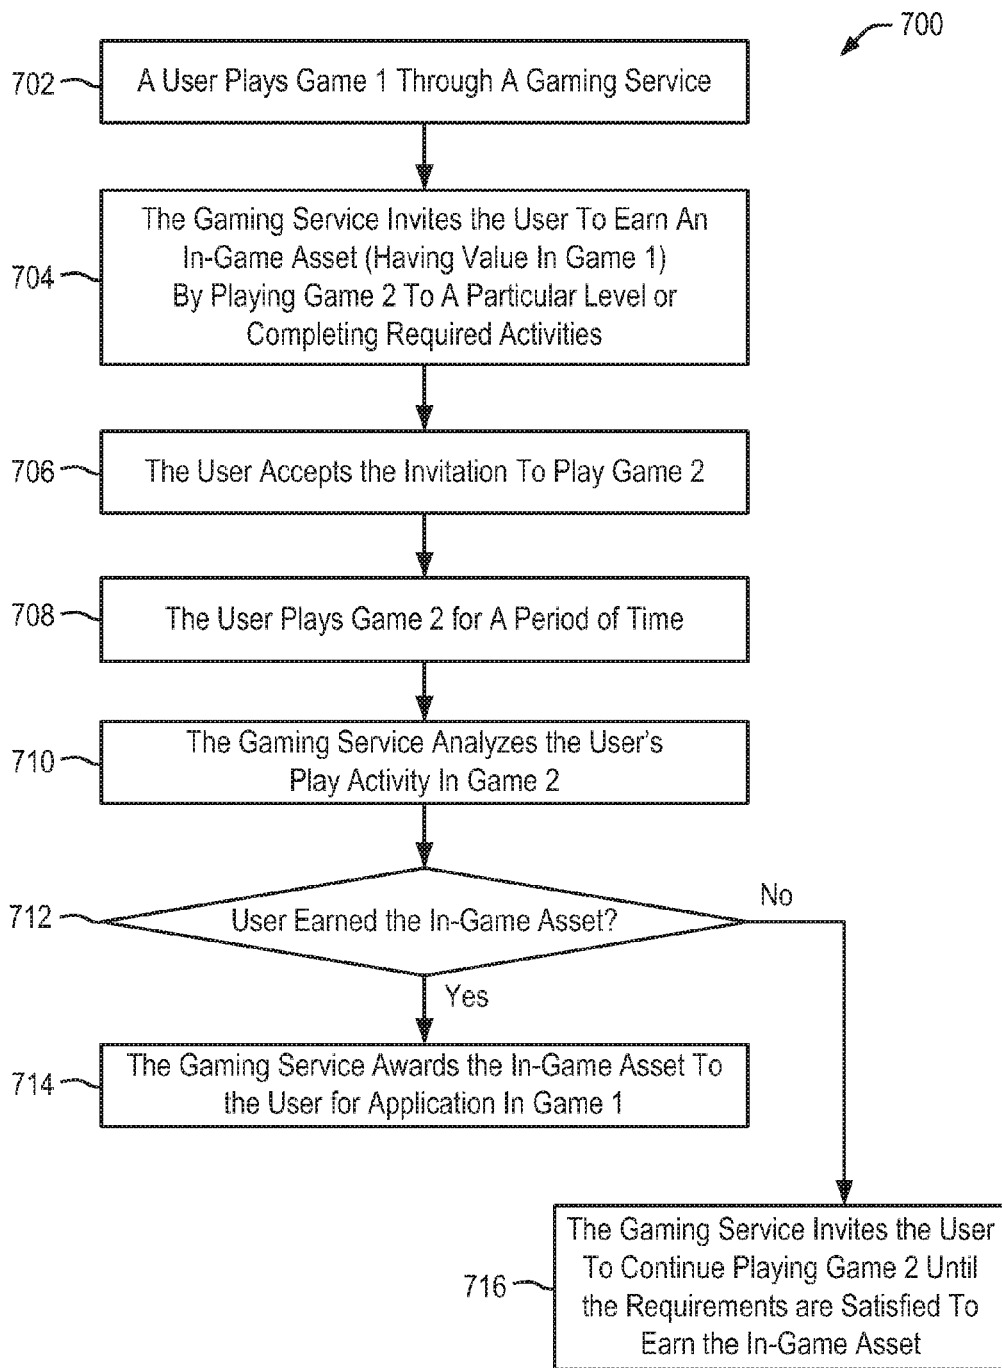 700
702
A User Plays Game 1 Through A Gaming Service
704
The Gaming Service Invites the User To Earn An
In-Game Asset (Having Value In Game 1)
By Playing Game 2 To A Particular Level or
Completing Required Activities
706
The User Accepts the Invitation To Play Game 2
708
The User Plays Game 2 for A Period of Time
710
The Gaming Service Analyzes the User's
Play Activity In Game 2
712
User Earned the In-Game Asset?
No
Yes
714
The Gaming Service Awards the In-Game Asset To
the User for Application In Game 1
716
The Gaming Service Invites the User
To Continue Playing Game 2 Until
the Requirements are Satisfied To
Earn the In-Game Asset